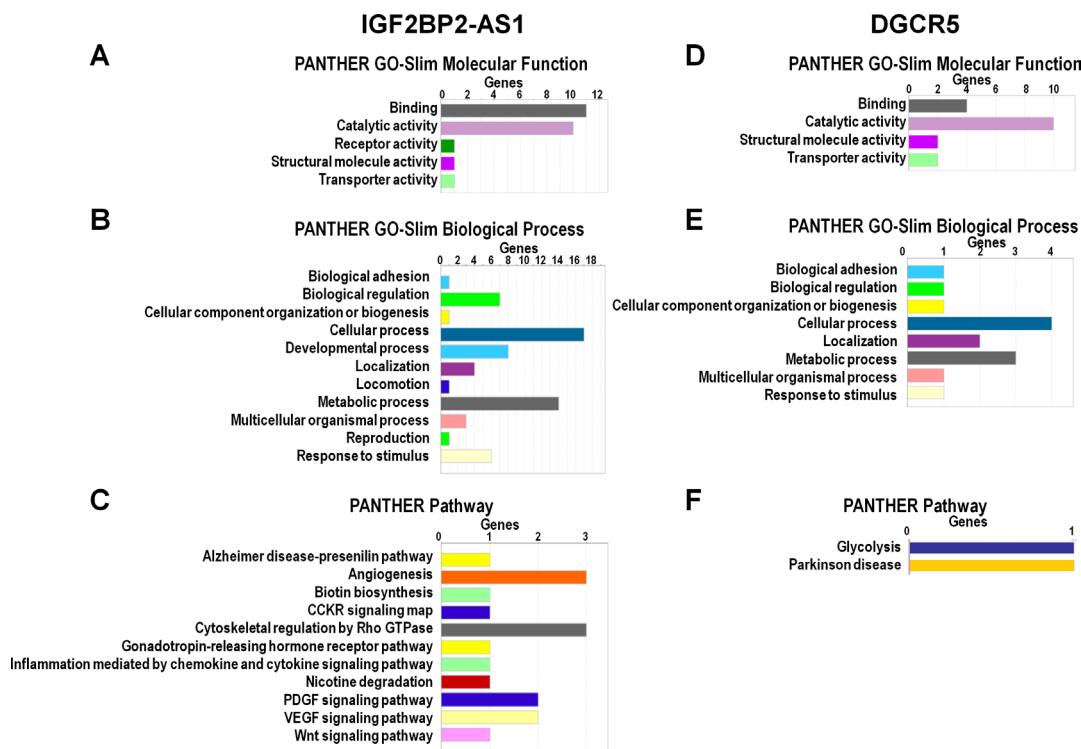 IGF2BP2-AS1
A
PANTHER GO-Slim Molecular Function
Genes
0 2 4 6 8 10 12
Binding
Catalytic activity
Receptor activity
Structural molecule activity
Transporter activity
B
PANTHER GO-Slim Biological Process
Genes
0 2 4 6 8 10 12 14 16 18
Biological adhesion
Biological regulation
Cellular component organization or biogenesis
Cellular process
Developmental process
Localization
Locomotion
Metabolic process
Multicellular organismal process
Reproduction
Response to stimulus
C
PANTHER Pathway
Genes
0 1 2 3
Alzheimer disease-presenilin pathway
Angiogenesis
Biotin biosynthesis
CCKR signaling map
Cytoskeletal regulation by Rho GTPase
Gonadotropin-releasing hormone receptor pathway
Inflammation mediated by chemokine and cytokine signaling pathway
Nicotine degradation
PDGF signaling pathway
VEGF signaling pathway
Wnt signaling pathway
DGCR5
D
PANTHER GO-Slim Molecular Function
Genes
0 2 4 6 8 10
Binding
Catalytic activity
Structural molecule activity
Transporter activity
E
PANTHER GO-Slim Biological Process
Genes
0 1 2 3 4
Biological adhesion
Biological regulation
Cellular component organization or biogenesis
Cellular process
Localization
Metabolic process
Multicellular organismal process
Response to stimulus
F
PANTHER Pathway
Genes
0 1
Glycolysis
Parkinson disease